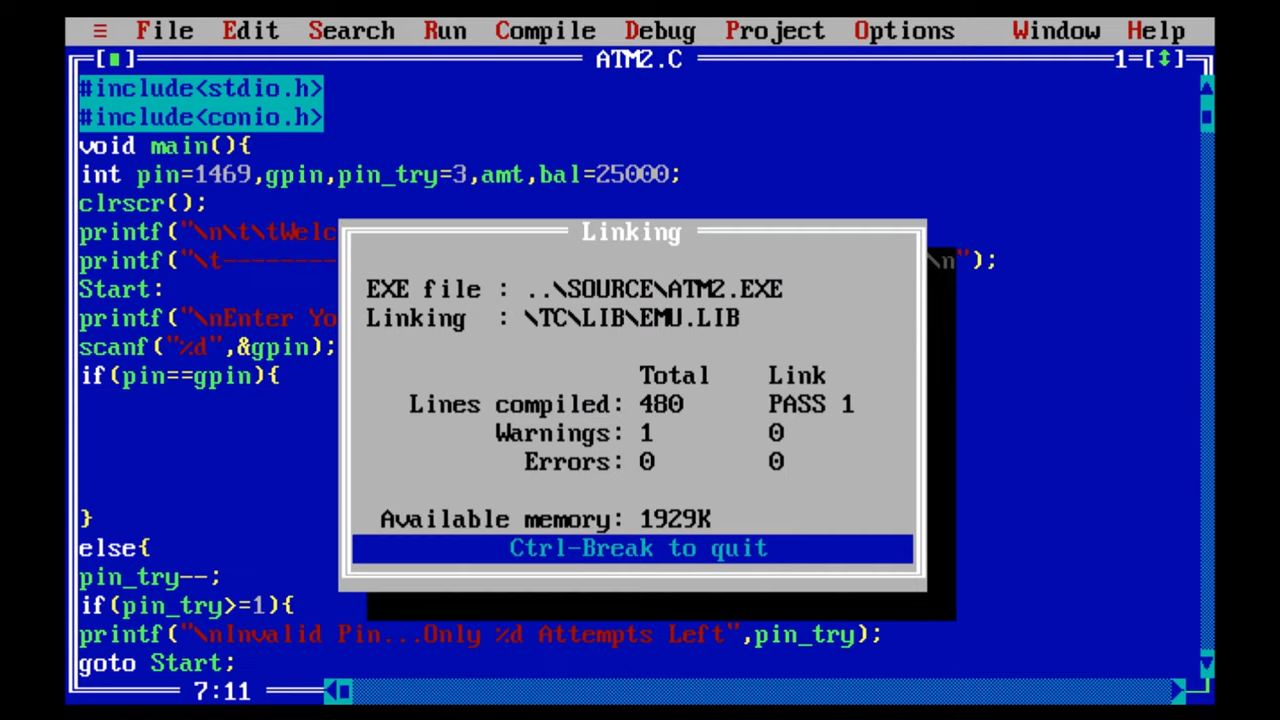 ≡ File Edit Search Run Compile Debug Project Options Window Help
[■] ATM2.C 1=[↕]
#include<stdio.h>
#include<conio.h>
void main(){
int pin=1469,gpin,pin_try=3,amt,bal=25000;
clrscr();
printf("\n\t\tWelc
printf("\t-------- \n");
Start:
printf("\nEnter Yo
scanf("%d",&gpin);
if(pin==gpin){
}
else{
pin_try--;
if(pin_try>=1){
printf("\nInvalid Pin...Only %d Attempts Left",pin_try);
goto Start;
7:11
Linking
EXE file : ..\SOURCE\ATM2.EXE
Linking : \TC\LIB\EMU.LIB
Total Link
Lines compiled: 480 PASS 1
Warnings: 1 0
Errors: 0 0
Available memory: 1929K
Ctrl-Break to quit